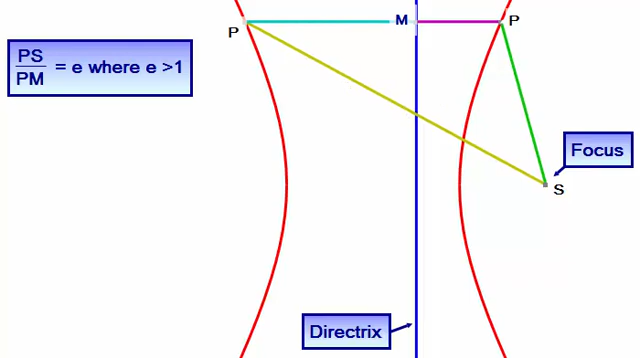 M
P
P
PS
PM
= e where e >1
Focus
S
Directrix